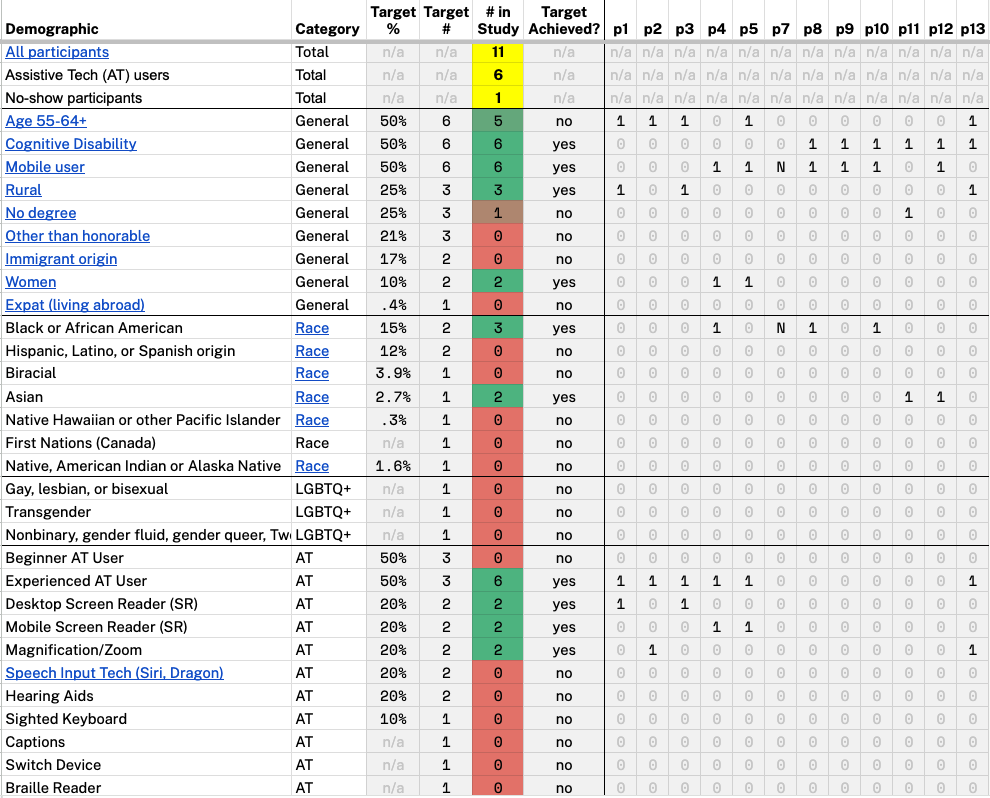 Demographic Category Target % Target # # in Study Target Achieved? p1 p2 p3 p4 p5 p7 p8 p9 p10 p11 p12 p13
All participants Total n/a n/a 11 n/a n/a n/a n/a n/a n/a n/a n/a n/a n/a n/a n/a n/a
Assistive Tech (AT) users Total n/a n/a 6 n/a n/a n/a n/a n/a n/a n/a n/a n/a n/a n/a n/a n/a
No-show participants Total n/a n/a 1 n/a n/a n/a n/a n/a n/a n/a n/a n/a n/a n/a n/a n/a
Age 55-64+ General 50% 6 5 no 1 1 1 0 1 0 0 0 0 0 0 1
Cognitive Disability General 50% 6 6 yes 0 0 0 0 0 0 1 1 1 1 1 1
Mobile user General 50% 6 6 yes 0 0 0 1 1 N 1 1 1 0 1 0
Rural General 25% 3 3 yes 1 0 1 0 0 0 0 0 0 0 0 1
No degree General 25% 3 1 no 0 0 0 0 0 0 0 0 0 1 0 0
Other than honorable General 21% 3 0 no 0 0 0 0 0 0 0 0 0 0 0 0
Immigrant origin General 17% 2 0 no 0 0 0 0 0 0 0 0 0 0 0 0
Women General 10% 2 2 yes 0 0 0 1 1 0 0 0 0 0 0 0
Expat (living abroad) General .4% 1 0 no 0 0 0 0 0 0 0 0 0 0 0 0
Black or African American Race 15% 2 3 yes 0 0 0 1 0 N 1 0 1 0 0 0
Hispanic, Latino, or Spanish origin Race 12% 2 0 no 0 0 0 0 0 0 0 0 0 0 0 0
Biracial Race 3.9% 1 0 no 0 0 0 0 0 0 0 0 0 0 0 0
Asian Race 2.7% 1 2 yes 0 0 0 0 0 0 0 0 0 1 1 0
Native Hawaiian or other Pacific Islander Race .3% 1 0 no 0 0 0 0 0 0 0 0 0 0 0 0
First Nations (Canada) Race n/a 1 0 no 0 0 0 0 0 0 0 0 0 0 0 0
Native, American Indian or Alaska Native Race 1.6% 1 0 no 0 0 0 0 0 0 0 0 0 0 0 0
Gay, lesbian, or bisexual LGBTQ+ n/a 1 0 no 0 0 0 0 0 0 0 0 0 0 0 0
Transgender LGBTQ+ n/a 1 0 no 0 0 0 0 0 0 0 0 0 0 0 0
Nonbinary, gender fluid, gender queer, Tw LGBTQ+ n/a 1 0 no 0 0 0 0 0 0 0 0 0 0 0 0
Beginner AT User AT 50% 3 0 no 0 0 0 0 0 0 0 0 0 0 0 0
Experienced AT User AT 50% 3 6 yes 1 1 1 1 1 0 0 0 0 0 0 1
Desktop Screen Reader (SR) AT 20% 2 2 yes 1 0 1 0 0 0 0 0 0 0 0 0
Mobile Screen Reader (SR) AT 20% 2 2 yes 0 0 0 1 1 0 0 0 0 0 0 0
Magnification/Zoom AT 20% 2 2 yes 0 1 0 0 0 0 0 0 0 0 0 1
Speech Input Tech (Siri, Dragon) AT 20% 2 0 no 0 0 0 0 0 0 0 0 0 0 0 0
Hearing Aids AT 20% 2 0 no 0 0 0 0 0 0 0 0 0 0 0 0
Sighted Keyboard AT 10% 1 0 no 0 0 0 0 0 0 0 0 0 0 0 0
Captions AT n/a 1 0 no 0 0 0 0 0 0 0 0 0 0 0 0
Switch Device AT n/a 1 0 no 0 0 0 0 0 0 0 0 0 0 0 0
Braille Reader AT n/a 1 0 no 0 0 0 0 0 0 0 0 0 0 0 0